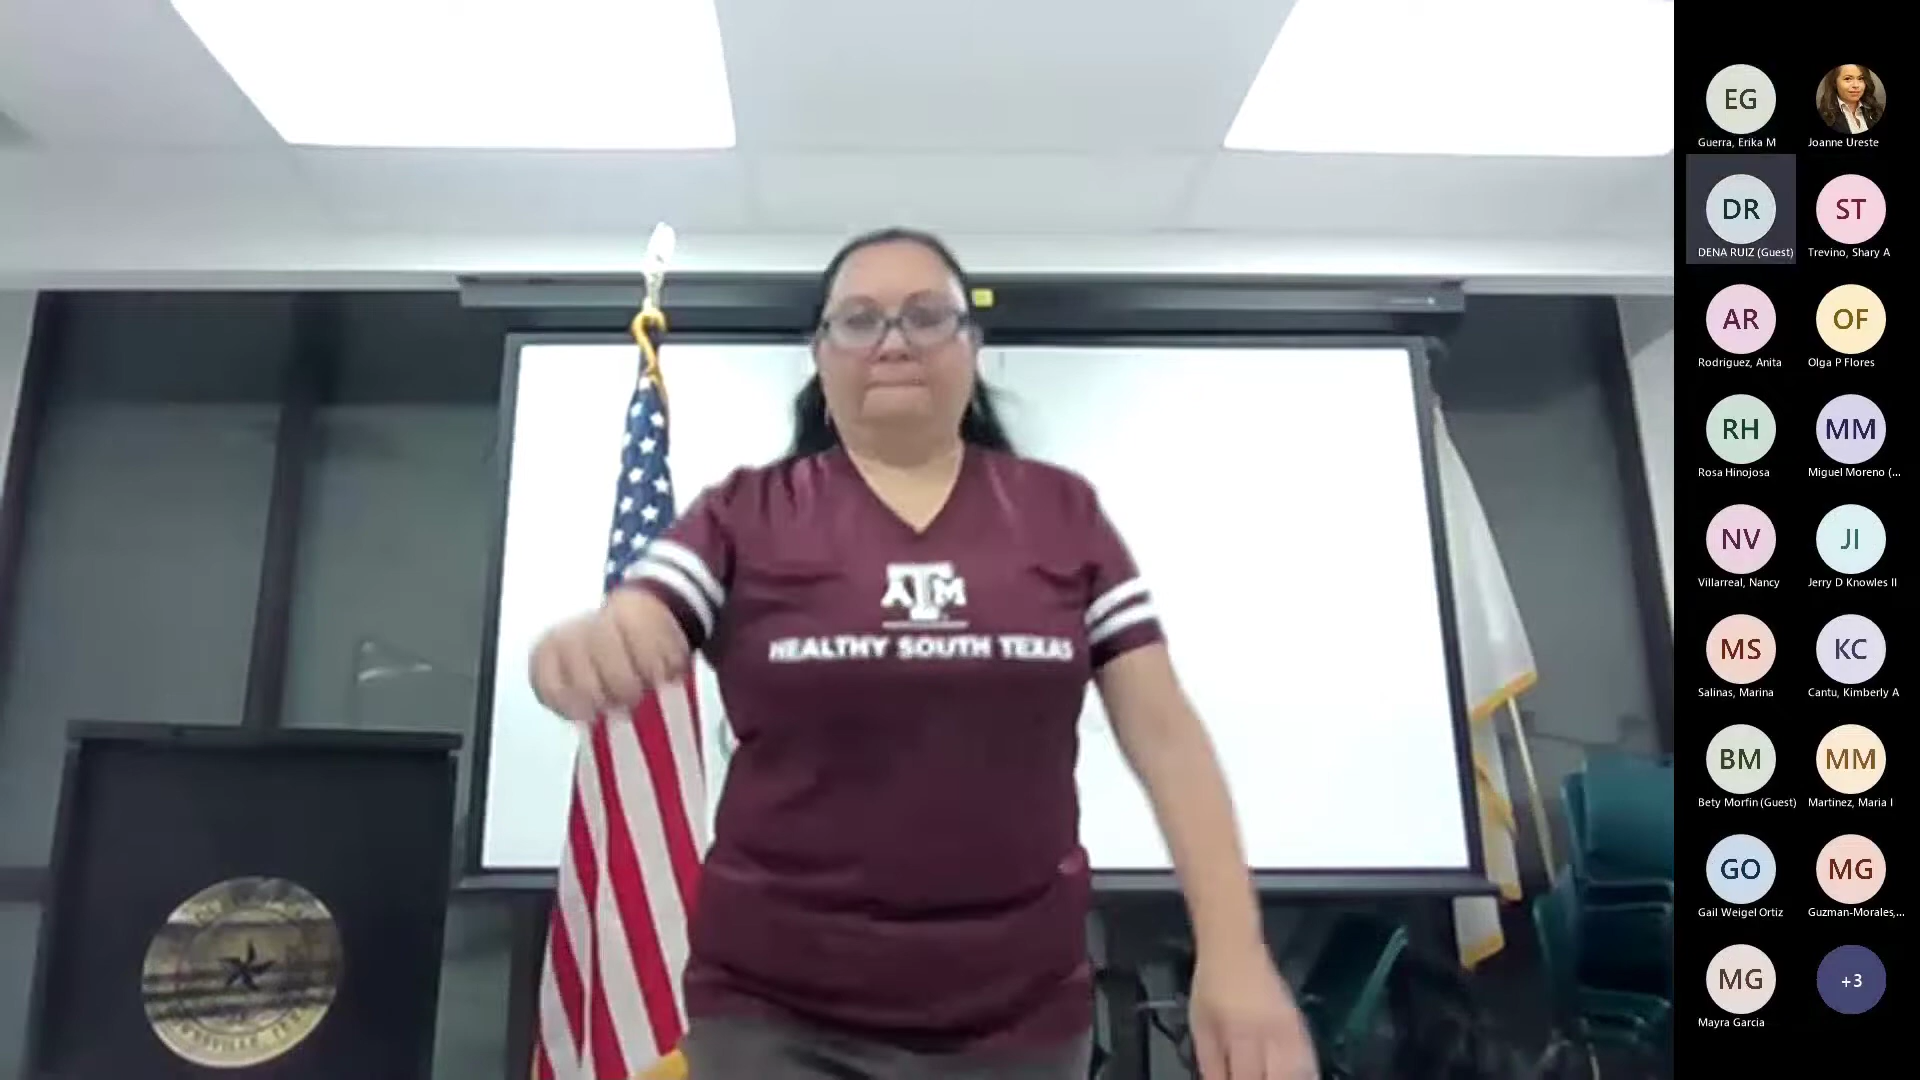 EG
Guerra, Erika M
Joanne Ureste
DR
DENA RUIZ (Guest)
ST
Trevino, Shary A
AR
Rodriguez, Anita
OF
Olga P Flores
RH
Rosa Hinojosa
MM
Miguel Moreno (...
NV
Villarreal, Nancy
JI
Jerry D Knowles II
MS
Salinas, Marina
KC
Cantu, Kimberly A
BM
Bety Morfin (Guest)
MM
Martinez, Maria I
GO
Gail Weigel Ortiz
MG
Guzman-Morales,...
MG
Mayra Garcia
+3
ATM
HEALTHY SOUTH TEXAS